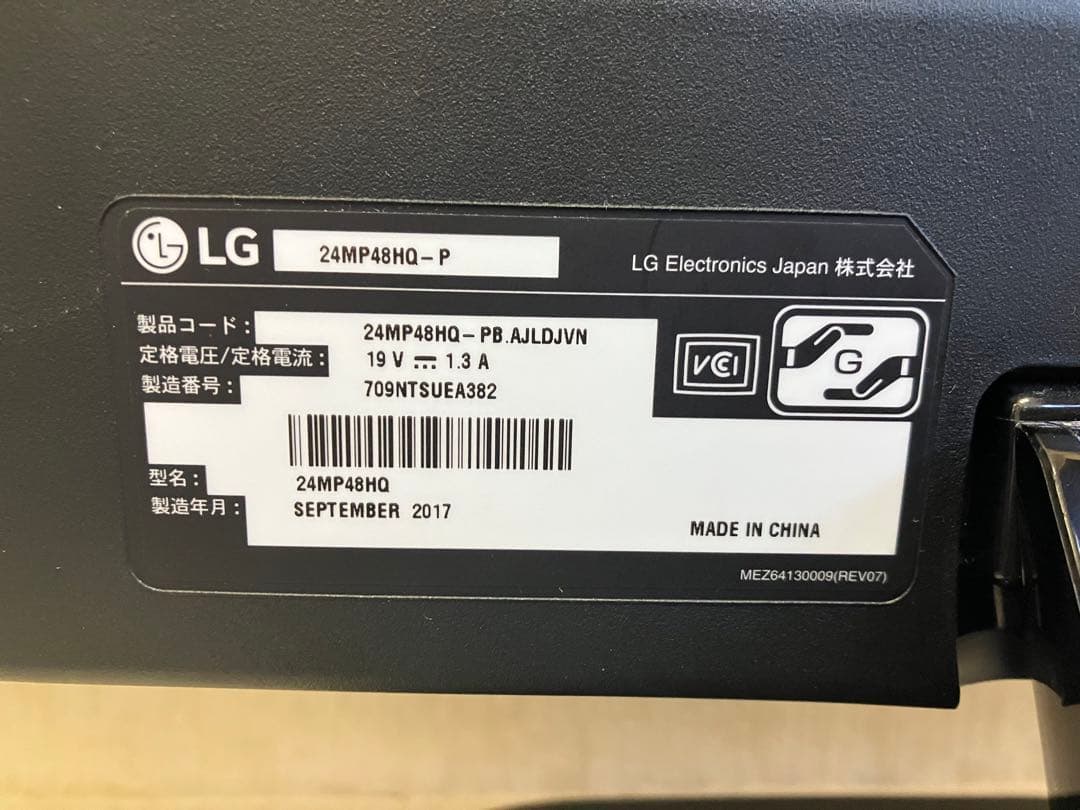 LG 24MP48HQ-P
LG Electronics Japan 株式会社
製品コード: 24MP48HQ-PB.AJLDJVN
定格電圧/定格電流: 19 V ⎓ 1.3 A
製造番号: 709NTSUEA382
VCI
G
型名: 24MP48HQ
製造年月: SEPTEMBER 2017
MADE IN CHINA
MEZ64130009(REV07)